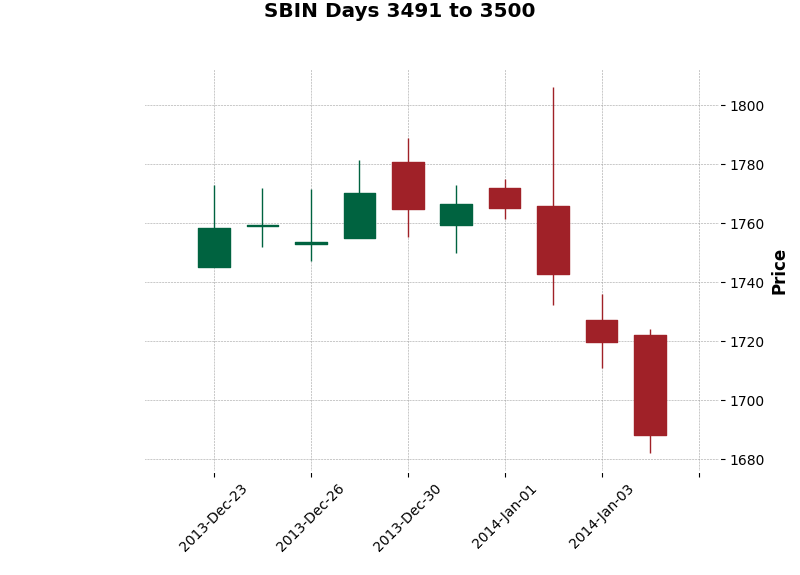 SBIN Days 3491 to 3500
1800
1780
1760
1740
1720
1700
1680
Price
2013-Dec-23
2013-Dec-26
2013-Dec-30
2014-Jan-01
2014-Jan-03